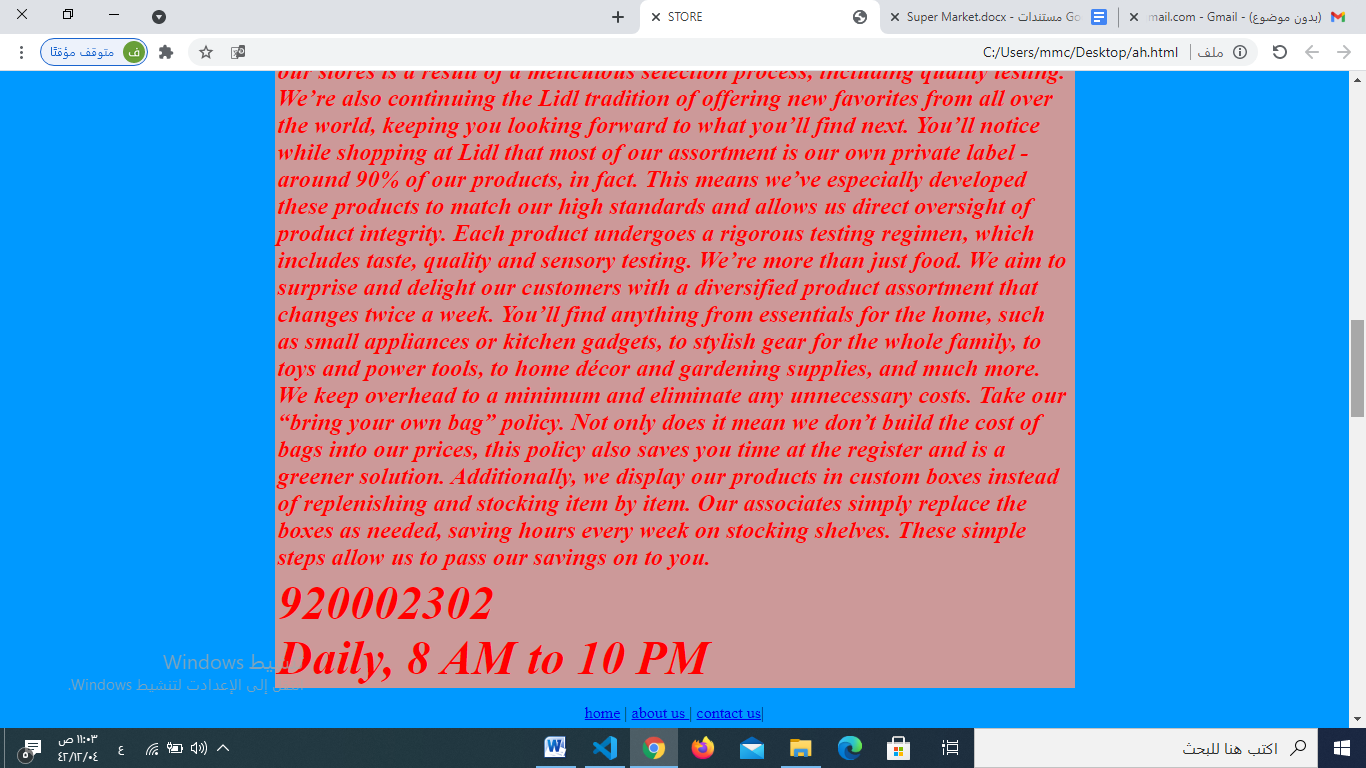 STORE
Super Market.docx - مستندات Go
(بدون موضوع) - mail.com - Gmail
متوقف مؤقتًا
ف
C:/Users/mmc/Desktop/ah.html
ملف
our stores is a result of a meticulous selection process, including quality testing.
We’re also continuing the Lidl tradition of offering new favorites from all over
the world, keeping you looking forward to what you’ll find next. You’ll notice
while shopping at Lidl that most of our assortment is our own private label -
around 90% of our products, in fact. This means we’ve especially developed
these products to match our high standards and allows us direct oversight of
product integrity. Each product undergoes a rigorous testing regimen, which
includes taste, quality and sensory testing. We’re more than just food. We aim to
surprise and delight our customers with a diversified product assortment that
changes twice a week. You’ll find anything from essentials for the home, such
as small appliances or kitchen gadgets, to stylish gear for the whole family, to
toys and power tools, to home décor and gardening supplies, and much more.
We keep overhead to a minimum and eliminate any unnecessary costs. Take our
“bring your own bag” policy. Not only does it mean we don’t build the cost of
bags into our prices, this policy also saves you time at the register and is a
greener solution. Additionally, we display our products in custom boxes instead
of replenishing and stocking item by item. Our associates simply replace the
boxes as needed, saving hours every week on stocking shelves. These simple
steps allow us to pass our savings on to you.
920002302
Daily, 8 AM to 10 PM
Windows
إلى الإعدادات لتنشيط Windows.
home | about us | contact us|
١١:٠٣ ص
٤٢/١٢/٠٤
٥
ع
اكتب هنا للبحث